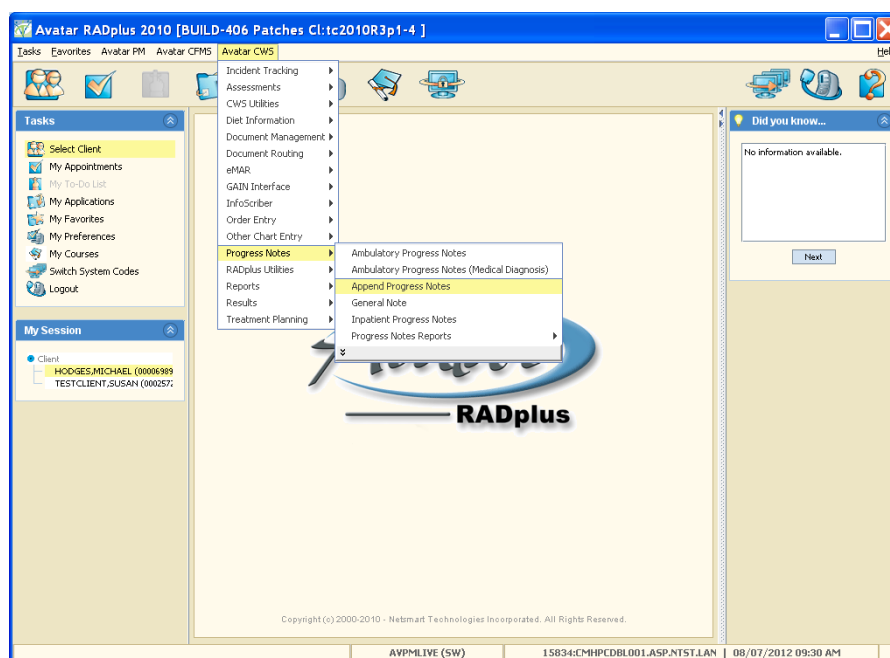 Avatar RADplus 2010 [BUILD-406 Patches Cl:tc2010R3p1-4 ]
Tasks Favorites Avatar PM Avatar CFMS Avatar CWS Hel
Tasks
Select Client
My Appointments
My To-Do List
My Applications
My Favorites
My Preferences
My Courses
Switch System Codes
Logout
My Session
Client
HODGES,MICHAEL (00006989
TESTCLIENT,SUSAN (000257
Incident Tracking
Assessments
CWS Utilities
Diet Information
Document Management
Document Routing
eMAR
GAIN Interface
InfoScriber
Order Entry
Other Chart Entry
Progress Notes
RADplus Utilities
Reports
Results
Treatment Planning
Ambulatory Progress Notes
Ambulatory Progress Notes (Medical Diagnosis)
Append Progress Notes
General Note
Inpatient Progress Notes
Progress Notes Reports
RADplus
Copyright (c) 2000-2010 - Netsmart Technologies Incorporated. All Rights Reserved.
Did you know...
No information available.
Next
AVPMLIVE (SW) 15834:CMHPCDBL001.ASP.NTST.LAN 08/07/2012 09:30 AM